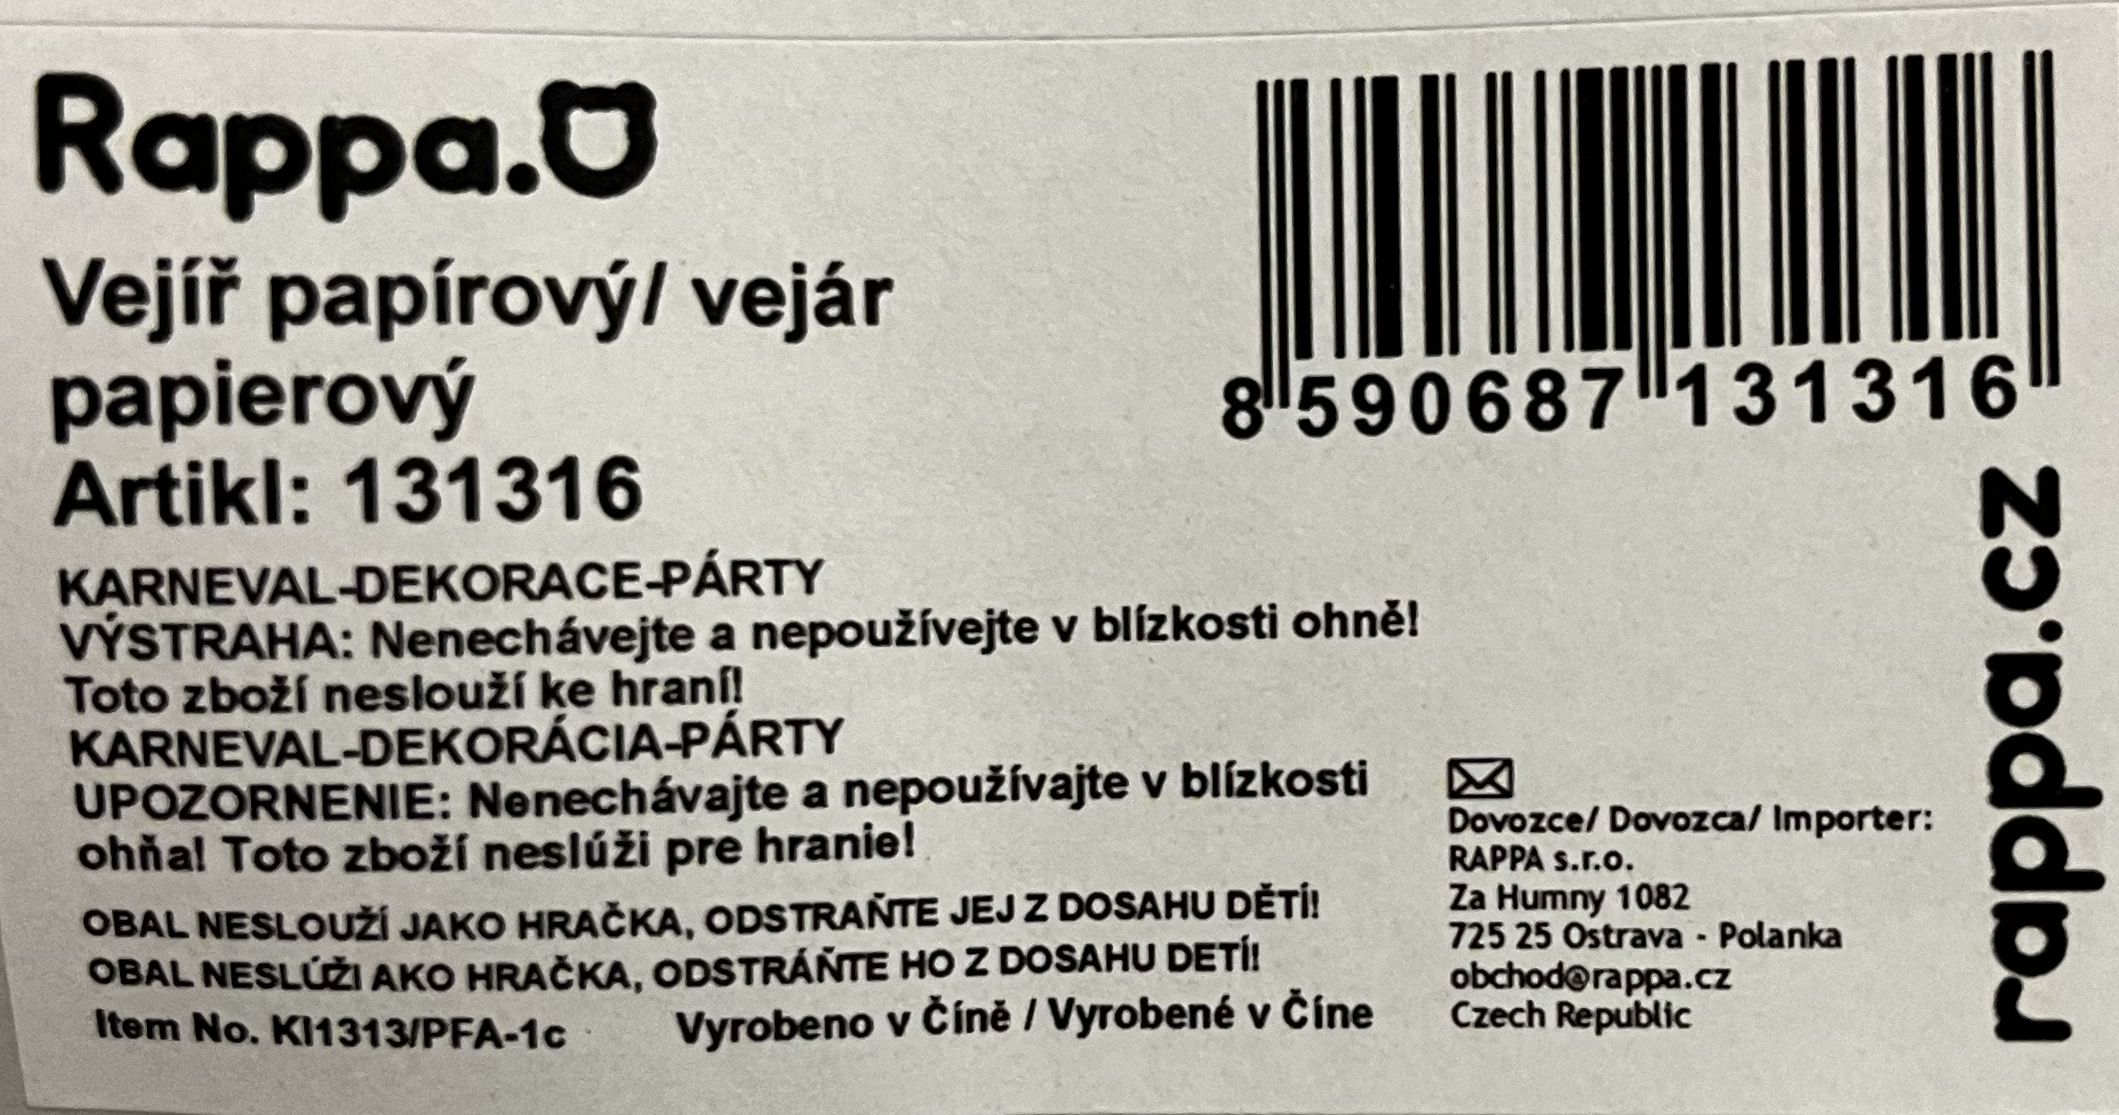 Rappa.
Vejíř papírový/ vejár
papierový
Artikl: 131316
8 590687 131316
KARNEVAL-DEKORACE-PÁRTY
VÝSTRAHA: Nenechávejte a nepoužívejte v blízkosti ohně!
Toto zboží neslouží ke hraní!
KARNEVAL-DEKORÁCIA-PÁRTY
UPOZORNENIE: Nenechávajte a nepoužívajte v blízkosti
ohňa! Toto zboží neslúži pre hranie!
OBAL NESLOUŽÍ JAKO HRAČKA, ODSTRAŇTE JEJ Z DOSAHU DĚTÍ!
OBAL NESLÚŽI AKO HRAČKA, ODSTRÁŇTE HO Z DOSAHU DETÍ!
Item No. KI1313/PFA-1c
Vyrobeno v Číně / Vyrobené v Číne
Dovozce/ Dovozca/ Importer:
RAPPA s.r.o.
Za Humny 1082
725 25 Ostrava - Polanka
obchod@rappa.cz
Czech Republic
rappa.cz